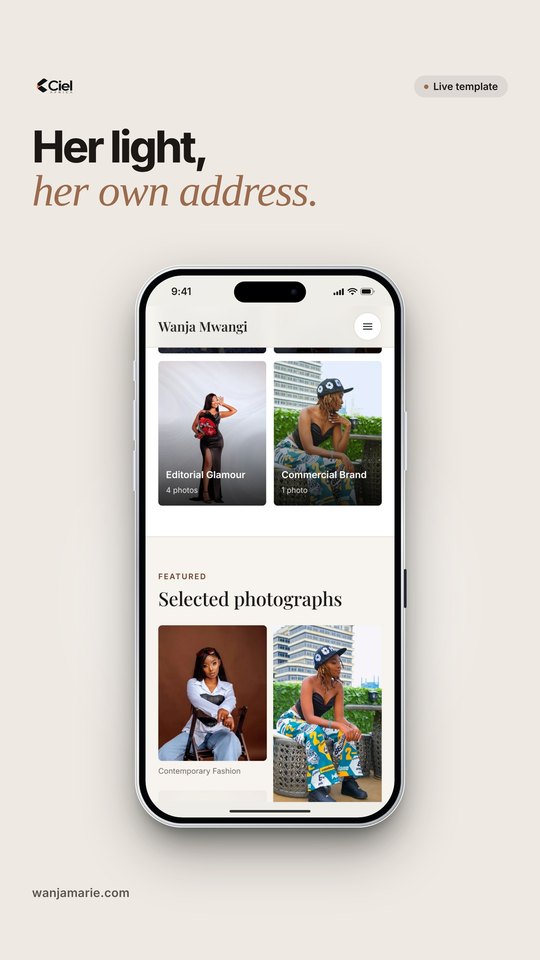 Ciel
Live template
Her light,
her own address.
9:41
Wanja Mwangi
Editorial Glamour
4 photos
Commercial Brand
1 photo
FEATURED
Selected photographs
Contemporary Fashion
wanjamarie.com